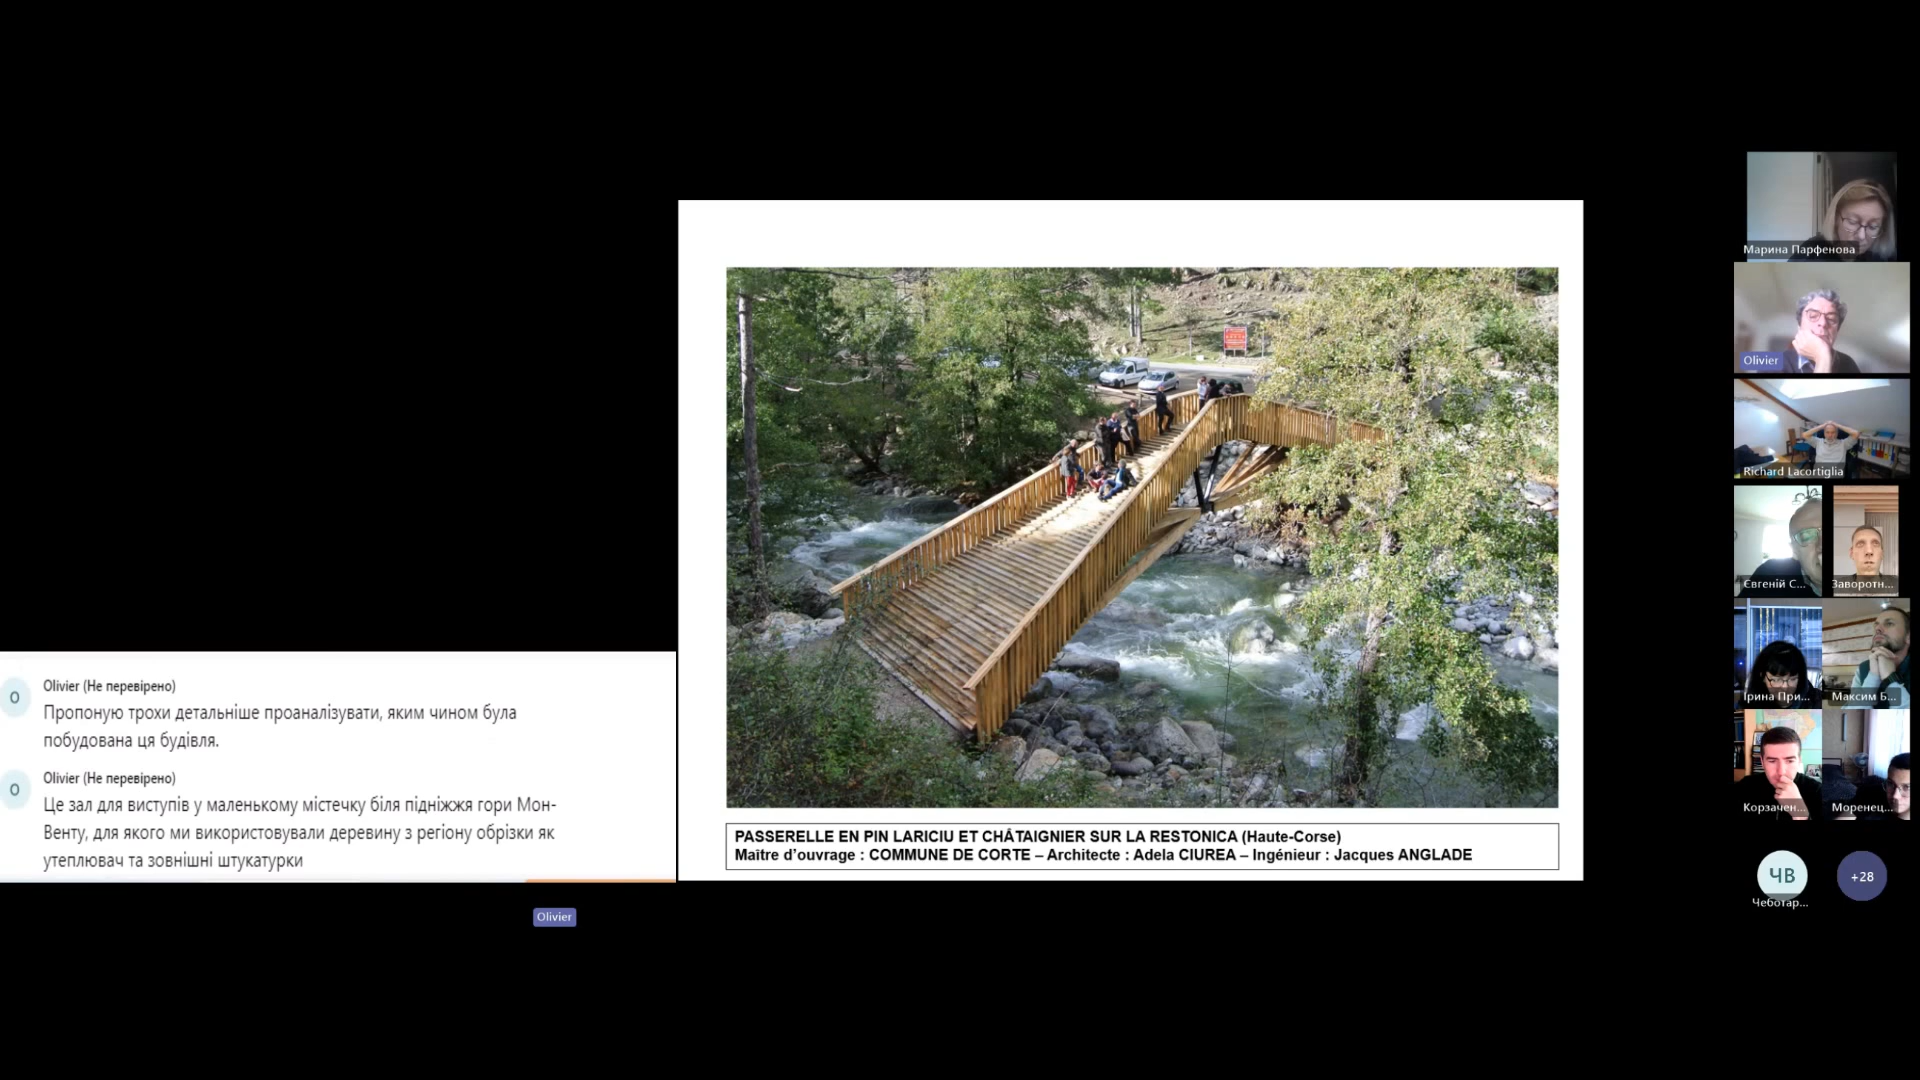 Olivier (Не перевірено)
O
Пропоную трохи детальніше проаналізувати, яким чином була
побудована ця будівля.
Olivier (Не перевірено)
O
Це зал для виступів у маленькому містечку біля підніжжя гори Мон-
Венту, для якого ми використовували деревину з регіону обрізки як
утеплювач та зовнішні штукатурки
Olivier
PASSERELLE EN PIN LARICIU ET CHÂTAIGNIER SUR LA RESTONICA (Haute-Corse)
Maître d'ouvrage : COMMUNE DE CORTE – Architecte : Adela CIUREA – Ingénieur : Jacques ANGLADE
Марина Парфенова
Olivier
Richard Lacortiglia
Євгеній С...
Заворотн...
Ірина При...
Максим Б...
Корзачен...
Моренец...
ЧВ
Чеботар...
+28